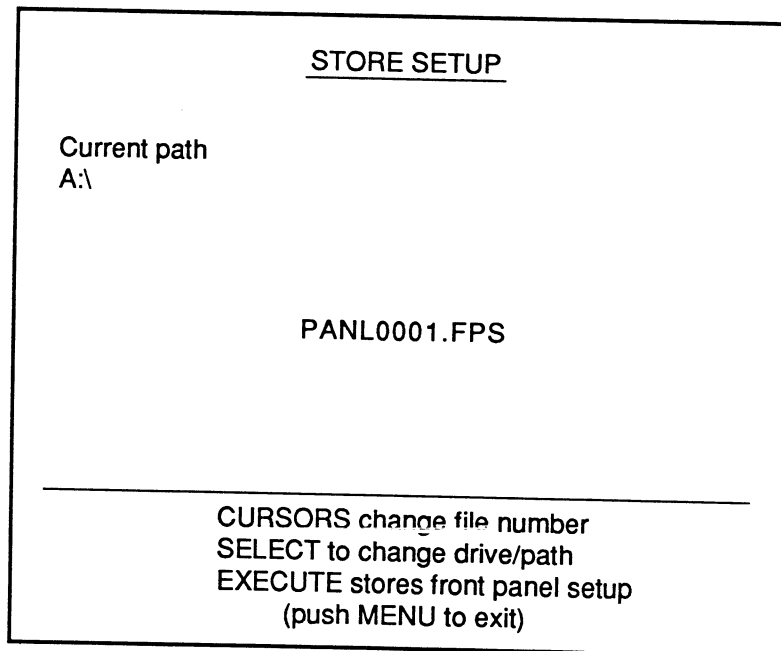 STORE SETUP
Current path
A:\
PANL0001.FPS
CURSORS change file number
SELECT to change drive/path
EXECUTE stores front panel setup
(push MENU to exit)